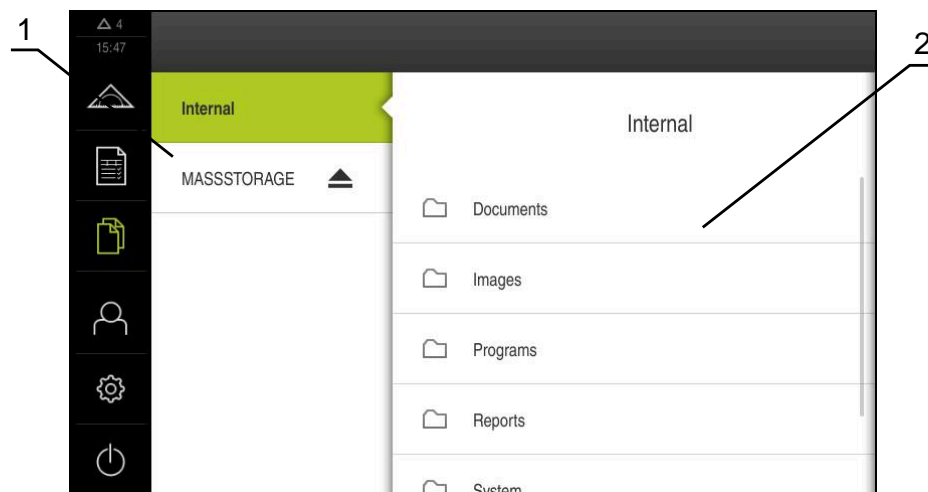 1
2
4
15:47
Internal
MASSSTORAGE
Internal
Documents
Images
Programs
Reports
System